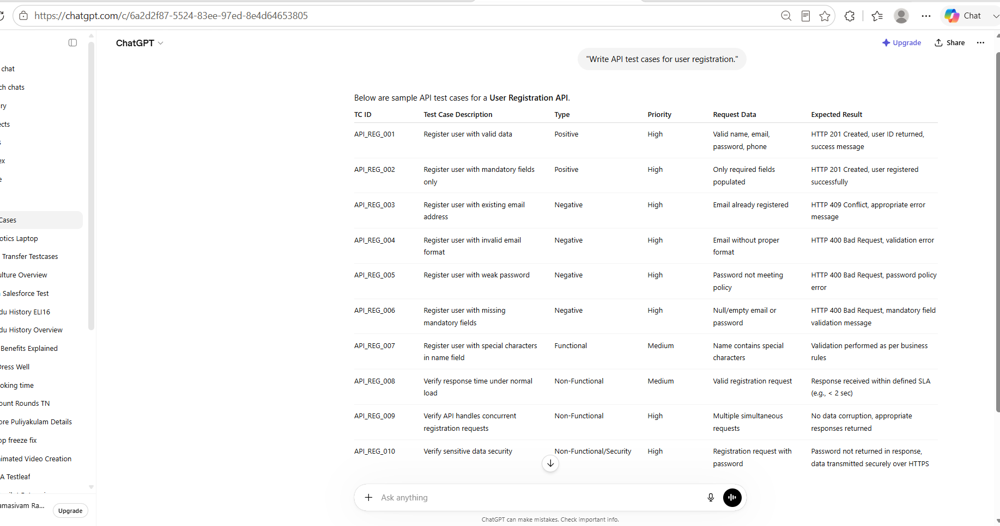 https://chatgpt.com/c/6a2d2f87-5524-83ee-97ed-8e4d64653805
Chat
ChatGPT
Upgrade
Share
"Write API test cases for user registration."
chat
ch chats
ry
ects
s
ex
e
Cases
otics Laptop
Transfer Testcases
ulture Overview
Salesforce Test
du History ELI16
du History Overview
Benefits Explained
Dress Well
oking time
ount Rounds TN
ore Puliyakulam Details
op freeze fix
nimated Video Creation
A Testleaf
amasivam Ra...
Upgrade
Below are sample API test cases for a User Registration API.
TC ID Test Case Description Type Priority Request Data Expected Result
API_REG_001 Register user with valid data Positive High Valid name, email, HTTP 201 Created, user ID returned,
password, phone success message
API_REG_002 Register user with mandatory fields Positive High Only required fields HTTP 201 Created, user registered
only populated successfully
API_REG_003 Register user with existing email Negative High Email already registered HTTP 409 Conflict, appropriate error
address message
API_REG_004 Register user with invalid email Negative High Email without proper HTTP 400 Bad Request, validation error
format format
API_REG_005 Register user with weak password Negative High Password not meeting HTTP 400 Bad Request, password policy
policy error
API_REG_006 Register user with missing Negative High Null/empty email or HTTP 400 Bad Request, mandatory field
mandatory fields password validation message
API_REG_007 Register user with special characters Functional Medium Name contains special Validation performed as per business
in name field characters rules
API_REG_008 Verify response time under normal Non-Functional Medium Valid registration request Response received within defined SLA
load (e.g., < 2 sec)
API_REG_009 Verify API handles concurrent Non-Functional High Multiple simultaneous No data corruption, appropriate
registration requests requests responses returned
API_REG_010 Verify sensitive data security Non-Functional/Security High Registration request with Password not returned in response,
password data transmitted securely over HTTPS
Ask anything
ChatGPT can make mistakes. Check important info.